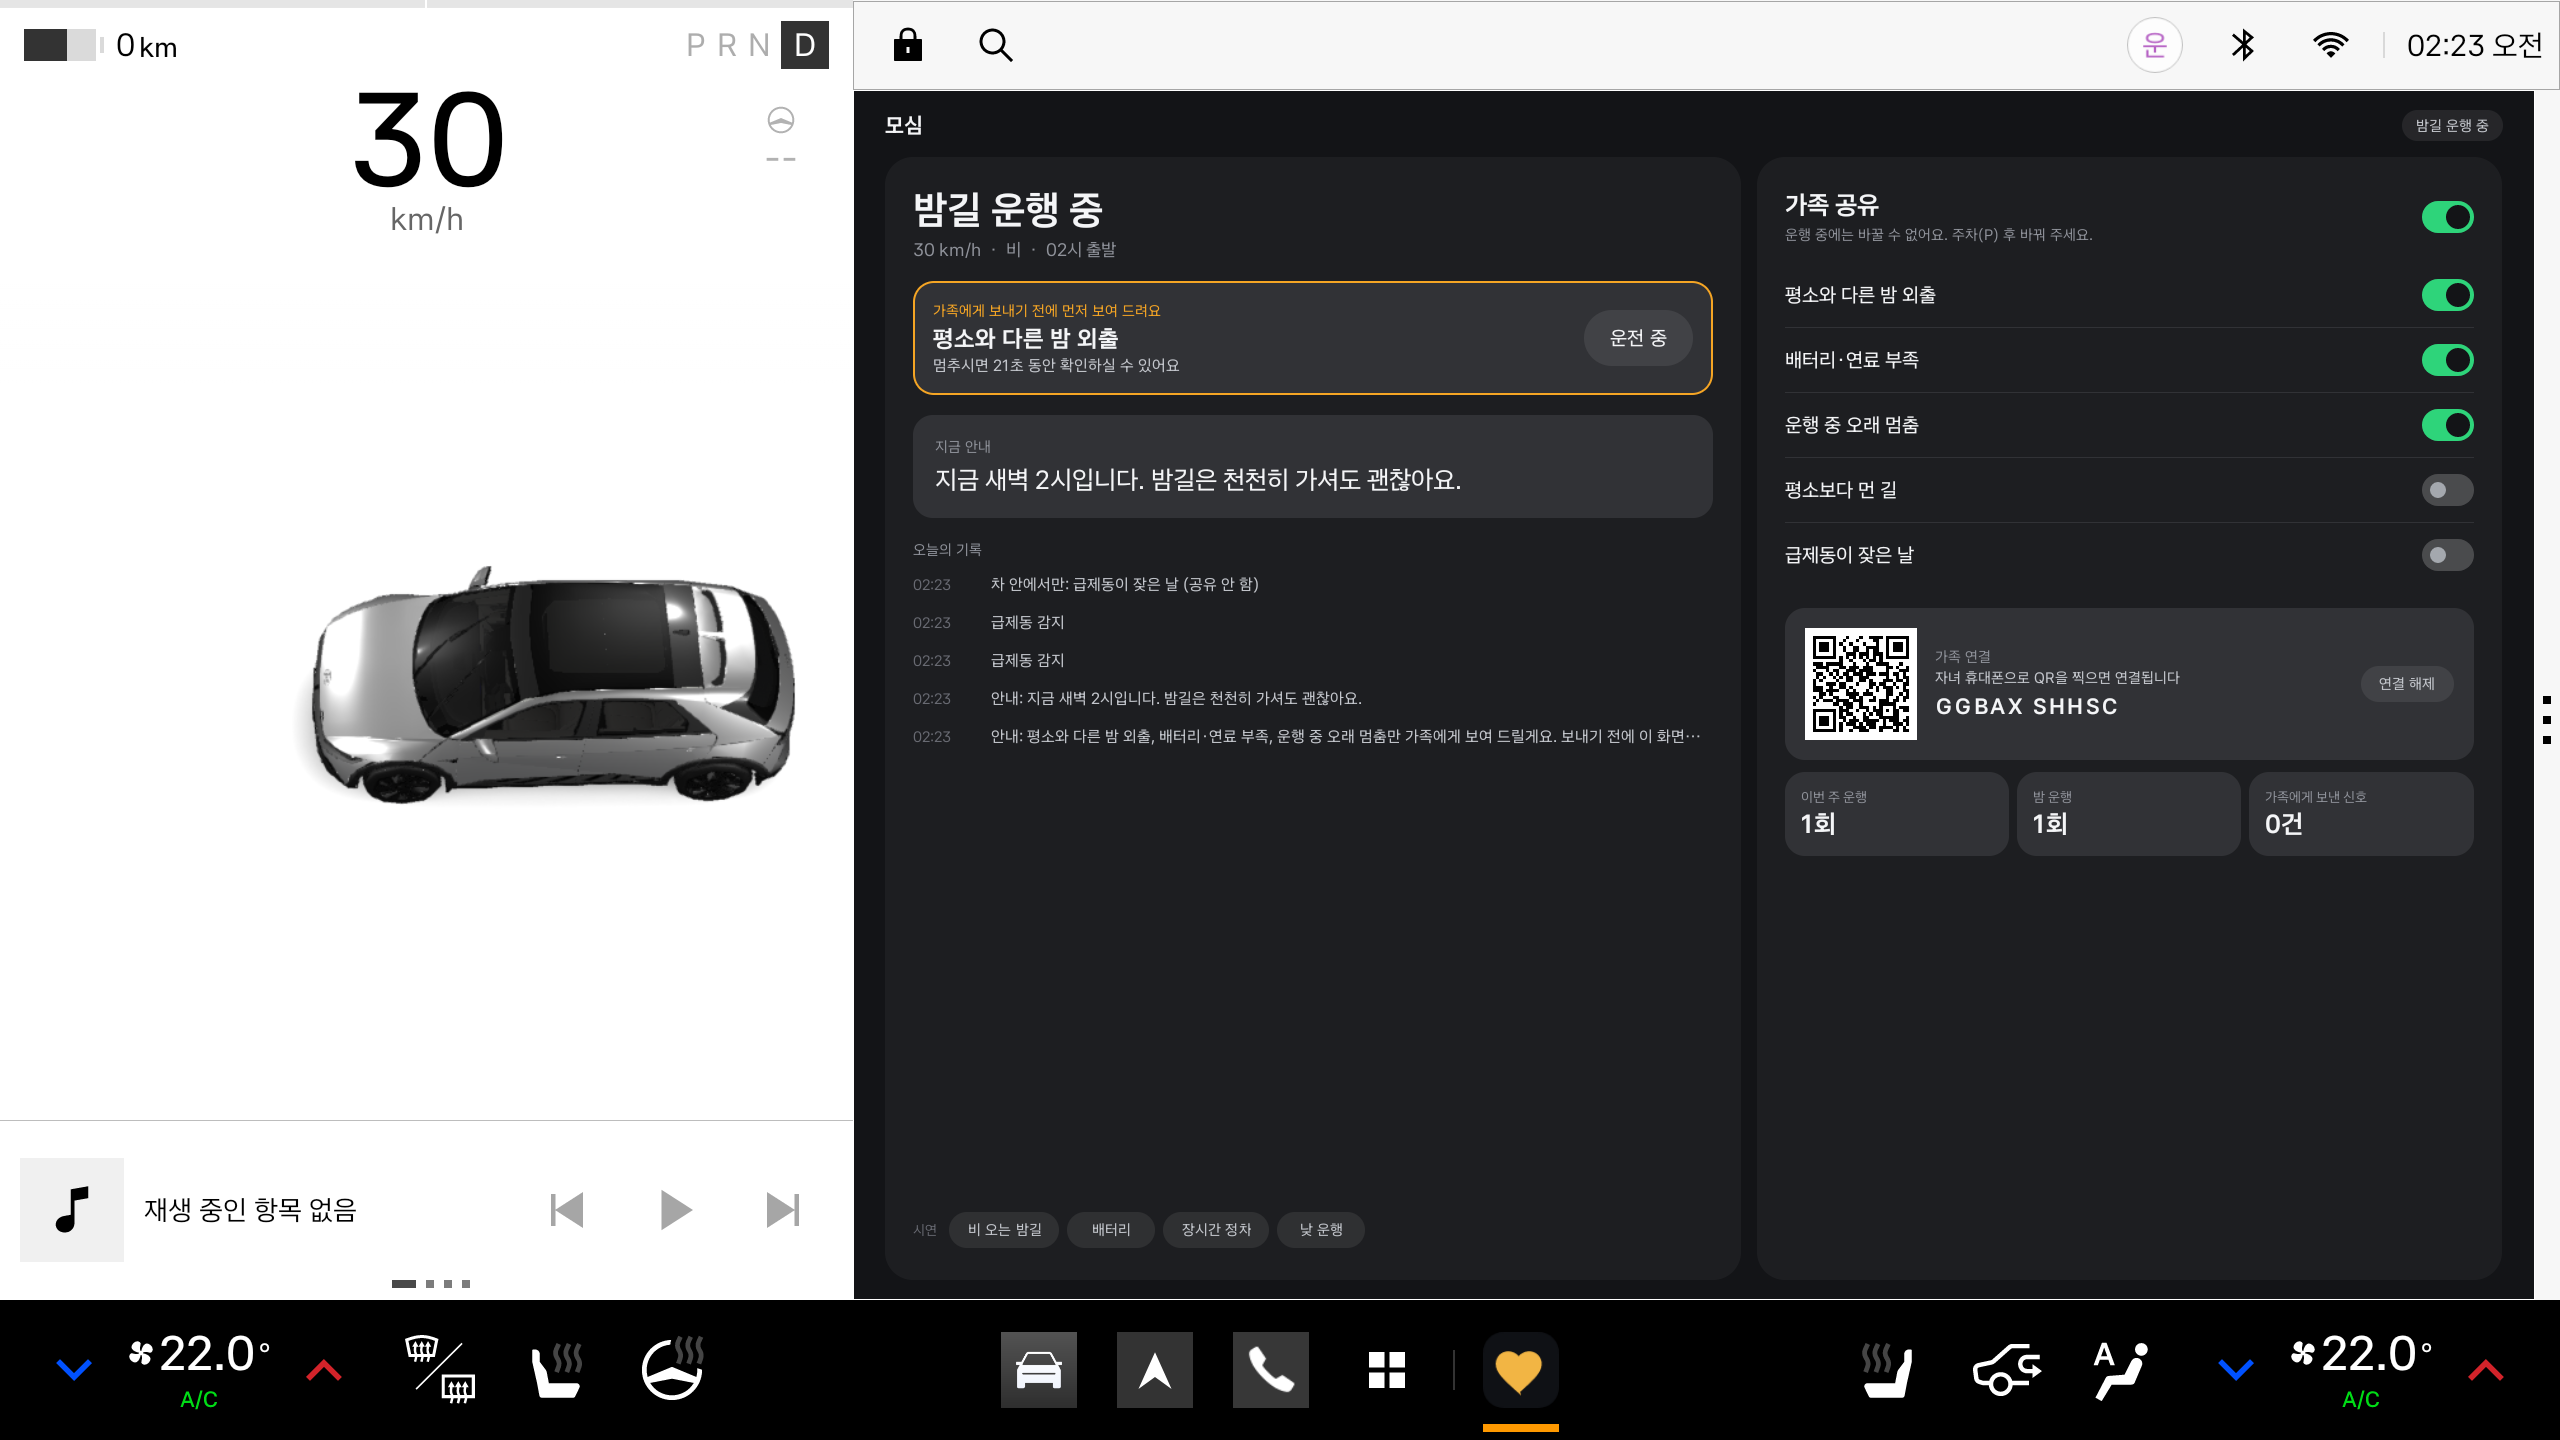 0 km
P R N D
30
km/h
--
재생 중인 항목 없음
운
02:23 오전
모심
밤길 운행 중
밤길 운행 중
30 km/h · 비 · 02시 출발
가족에게 보내기 전에 먼저 보여 드려요
평소와 다른 밤 외출
멈추시면 21초 동안 확인하실 수 있어요
운전 중
지금 안내
지금 새벽 2시입니다. 밤길은 천천히 가셔도 괜찮아요.
오늘의 기록
02:23 차 안에서만: 급제동이 잦은 날 (공유 안 함)
02:23 급제동 감지
02:23 급제동 감지
02:23 안내: 지금 새벽 2시입니다. 밤길은 천천히 가셔도 괜찮아요.
02:23 안내: 평소와 다른 밤 외출, 배터리·연료 부족, 운행 중 오래 멈춤만 가족에게 보여 드릴게요. 보내기 전에 이 화면…
시연 비 오는 밤길 배터리 장시간 정차 낮 운행
가족 공유
운행 중에는 바꿀 수 없어요. 주차(P) 후 바꿔 주세요.
평소와 다른 밤 외출
배터리·연료 부족
운행 중 오래 멈춤
평소보다 먼 길
급제동이 잦은 날
가족 연결
자녀 휴대폰으로 QR을 찍으면 연결됩니다
GGBAX SHHSC
연결 해제
이번 주 운행
1회
밤 운행
1회
가족에게 보낸 신호
0건
22.0°
A/C
A
22.0°
A/C